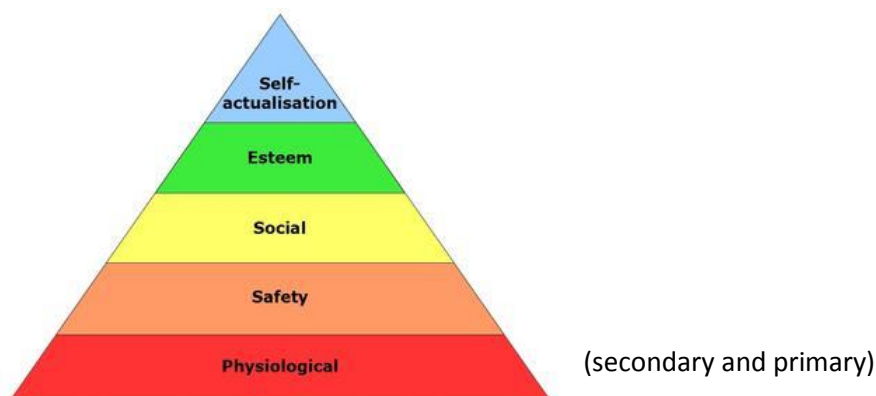 Self-
actualisation
Esteem
Social
Safety
Physiological
(secondary and primary)